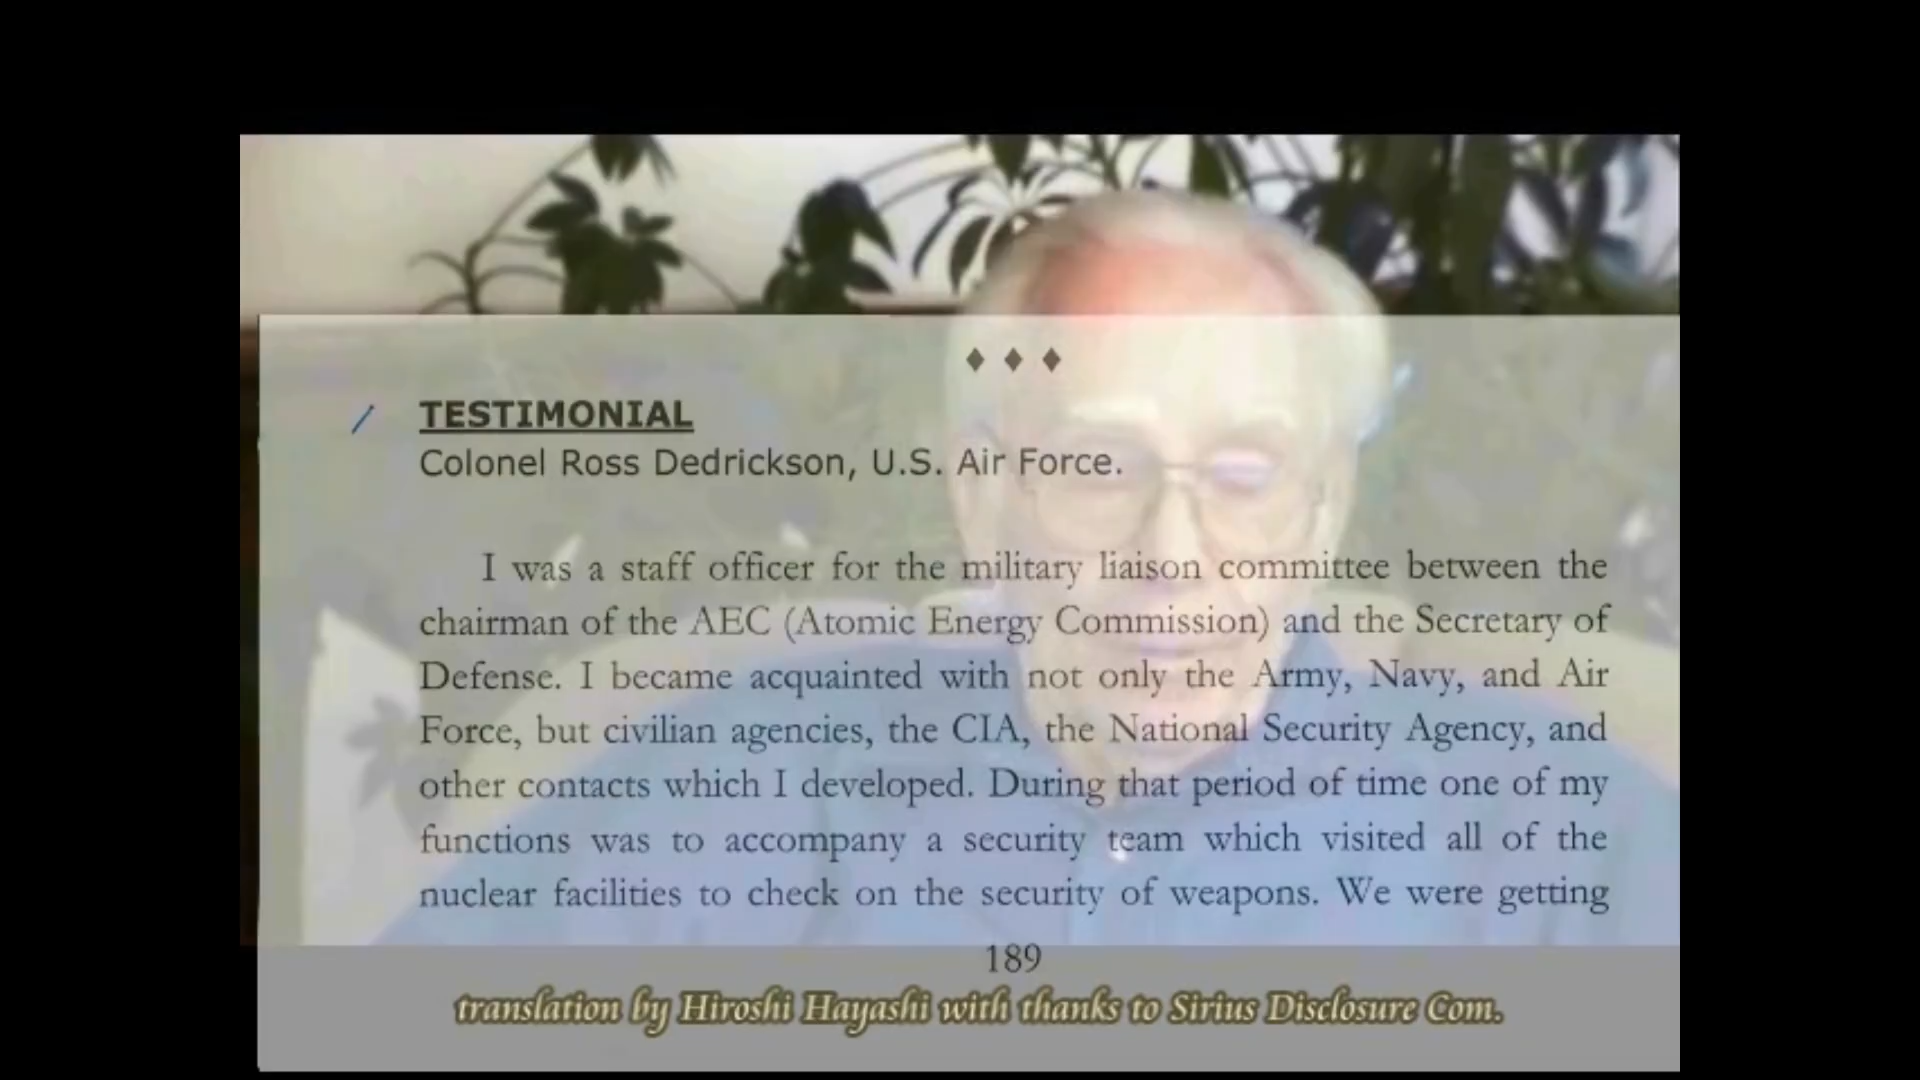 ♦ ♦ ♦
TESTIMONIAL
Colonel Ross Dedrickson, U.S. Air Force.
I was a staff officer for the military liaison committee between the
chairman of the AEC (Atomic Energy Commission) and the Secretary of
Defense. I became acquainted with not only the Army, Navy, and Air
Force, but civilian agencies, the CIA, the National Security Agency, and
other contacts which I developed. During that period of time one of my
functions was to accompany a security team which visited all of the
nuclear facilities to check on the security of weapons. We were getting
189
translation by Hiroshi Hayashi with thanks to Sirius Disclosure Com.